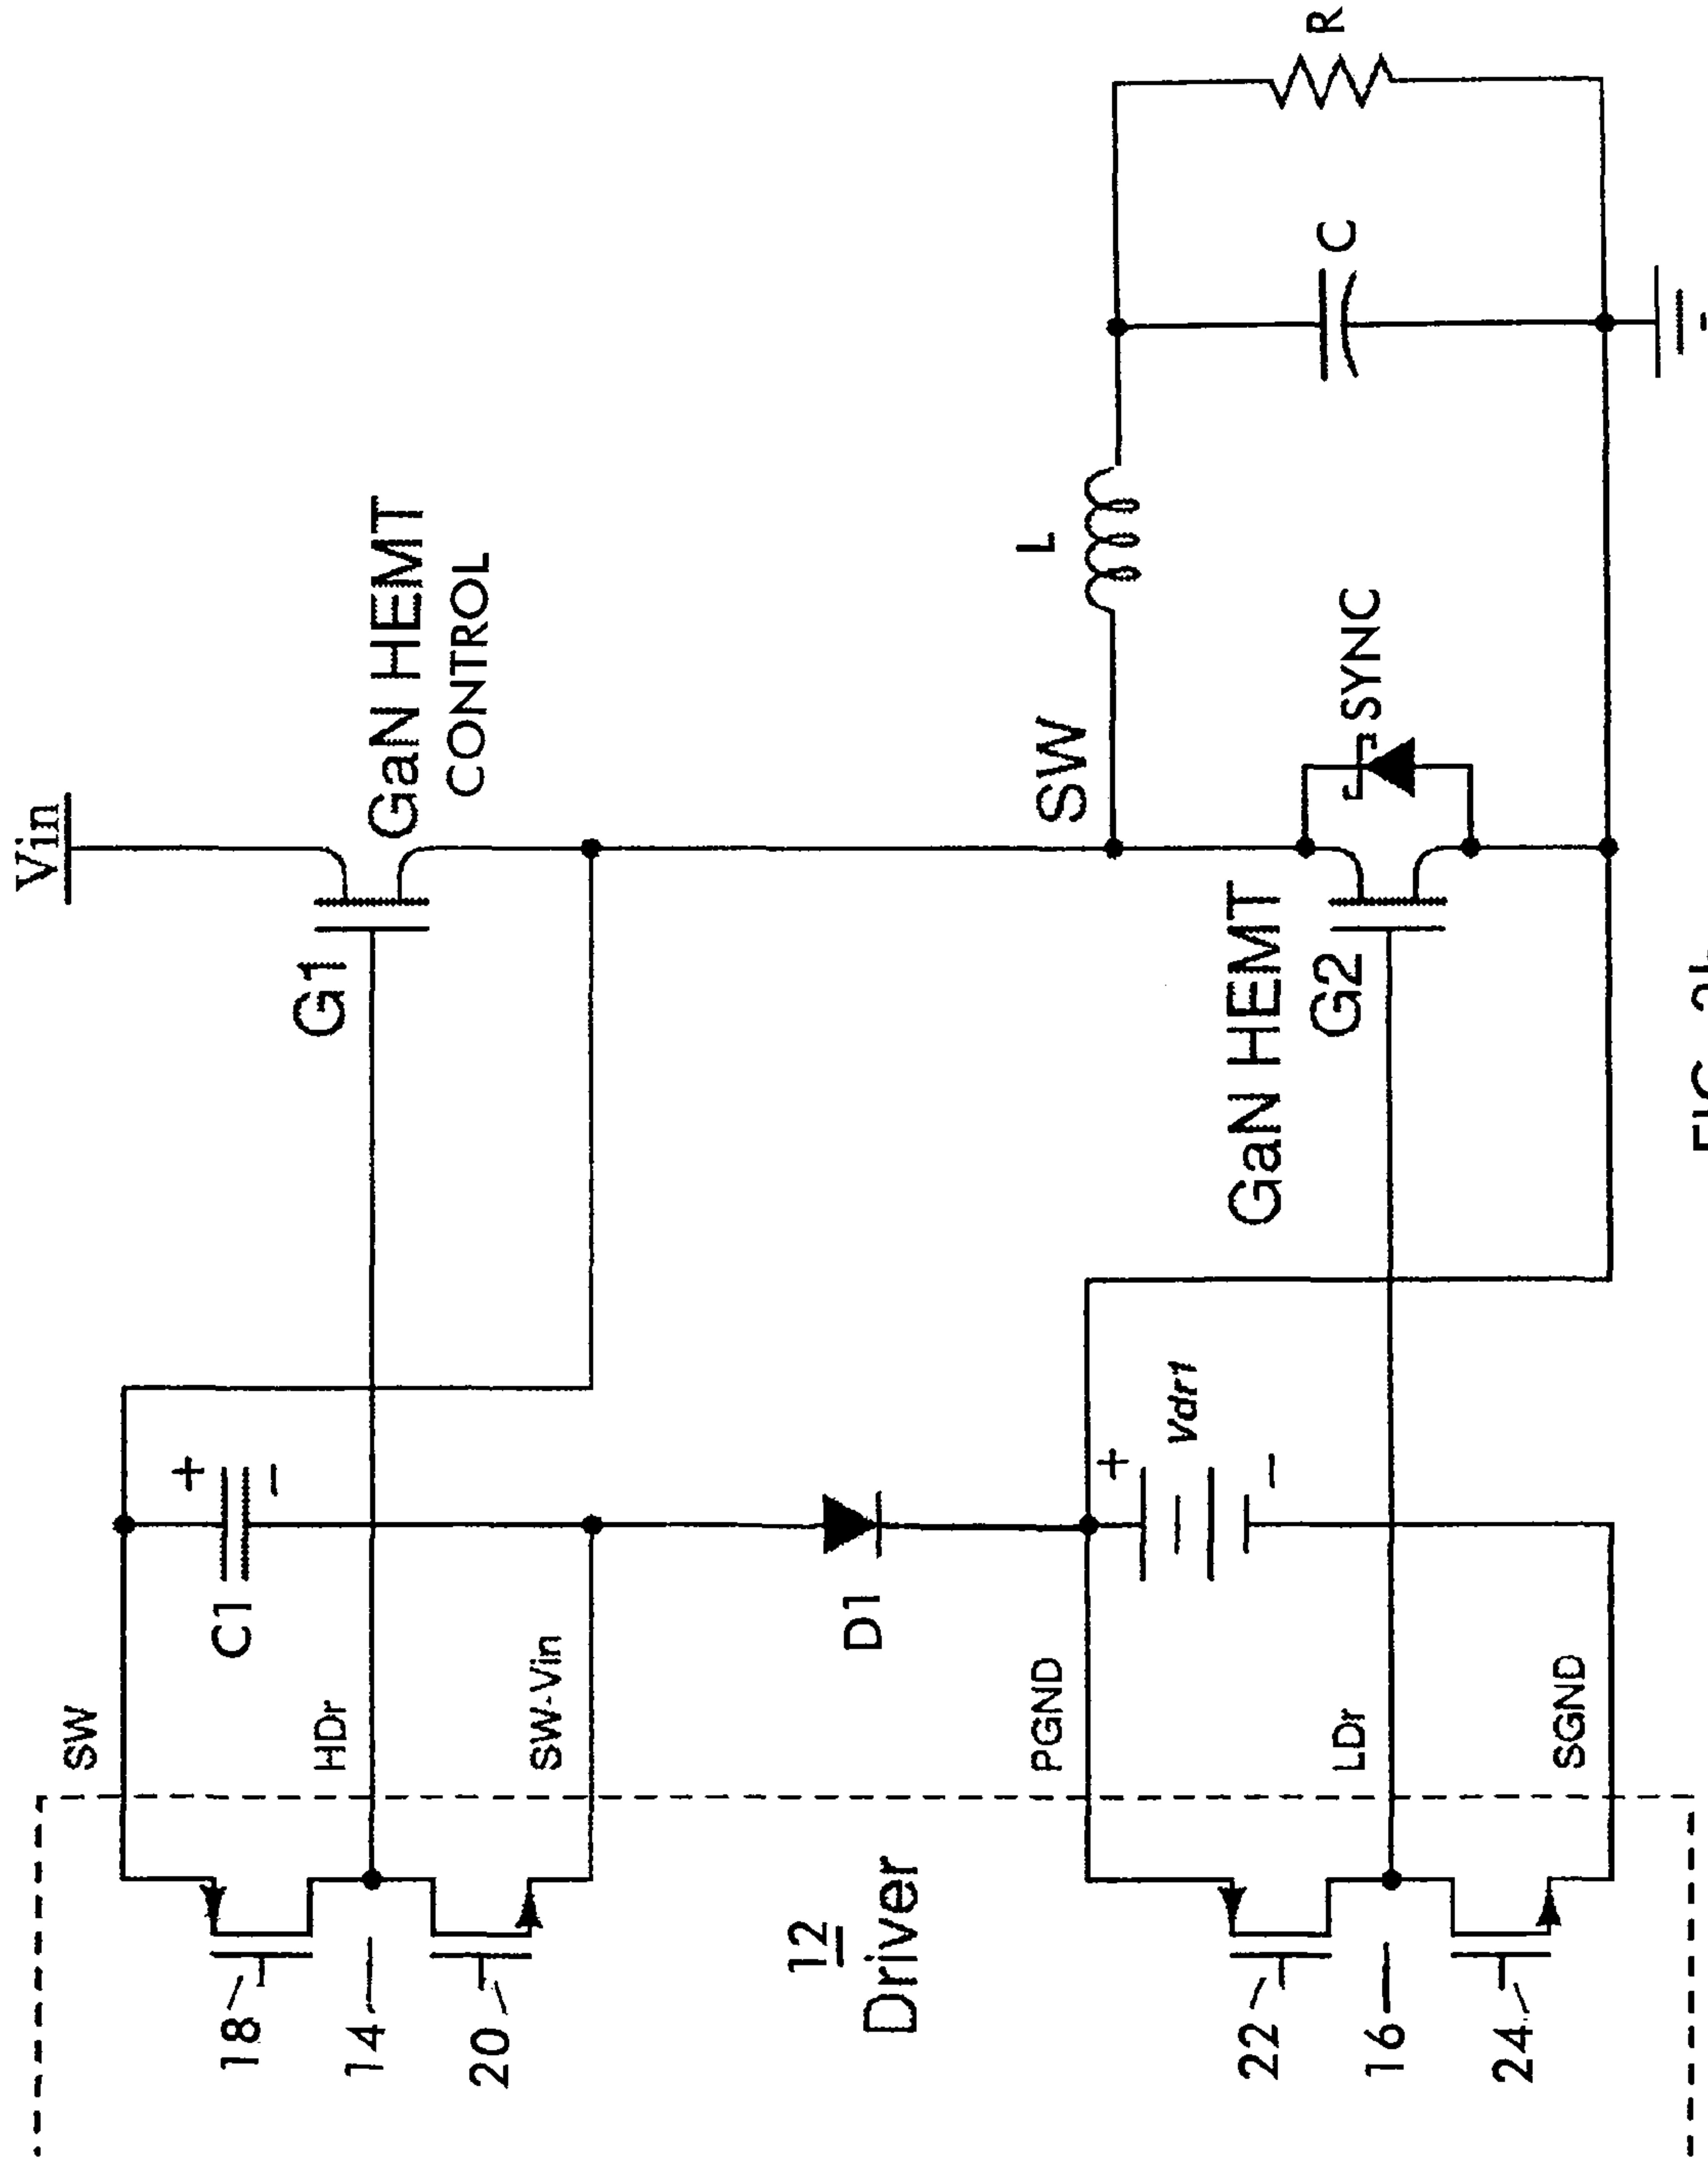 Vin
GaN HEMT
CONTROL
G1
SW
L
C
R
SYNC
GaN HEMT
G2
SW
C1
+
−
HDr
SW-Vin
D1
PGND
+
Vdr1
−
LDr
SGND
18
14
20
12
Driver
22
16
24